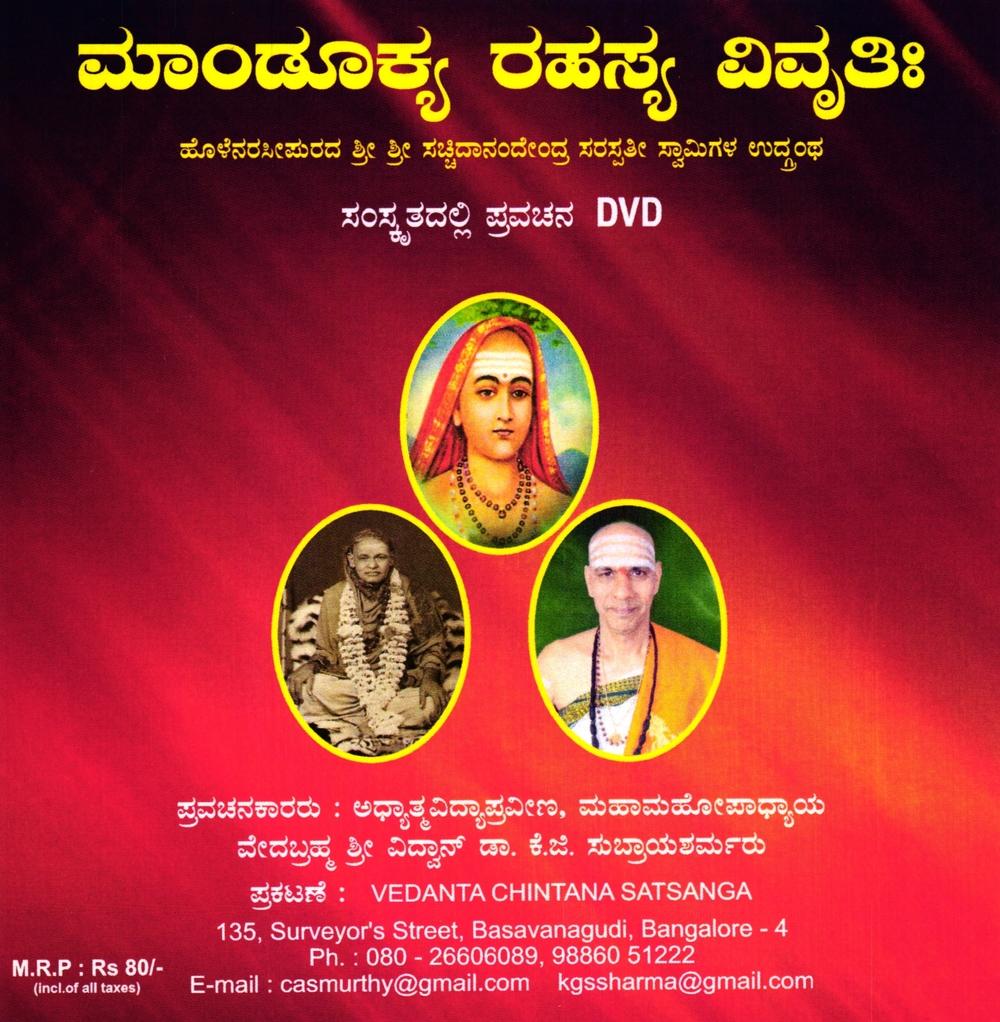 ಮಾಂಡೂಕ್ಯ ರಹಸ್ಯ ವಿವೃತಿಃ
ಹೊಳೆನರಸೀಪುರದ ಶ್ರೀ ಶ್ರೀ ಸಚ್ಚಿದಾನಂದೇಂದ್ರ ಸರಸ್ವತೀ ಸ್ವಾಮಿಗಳ ಉದ್ಗ್ರಂಥ
ಸಂಸ್ಕೃತದಲ್ಲಿ ಪ್ರವಚನ DVD
ಪ್ರವಚನಕಾರರು : ಅಧ್ಯಾತ್ಮವಿದ್ಯಾಪ್ರವೀಣ, ಮಹಾಮಹೋಪಾಧ್ಯಾಯ
ವೇದಬ್ರಹ್ಮ ಶ್ರೀ ವಿದ್ವಾನ್ ಡಾ. ಕೆ.ಜಿ. ಸುಬ್ರಾಯಶರ್ಮರು
ಪ್ರಕಟಣೆ : VEDANTA CHINTANA SATSANGA
135, Surveyor's Street, Basavanagudi, Bangalore - 4
Ph. : 080 - 26606089, 98860 51222
E-mail : casmurthy@gmail.com kgssharma@gmail.com
M.R.P : Rs 80/-
(incl.of all taxes)